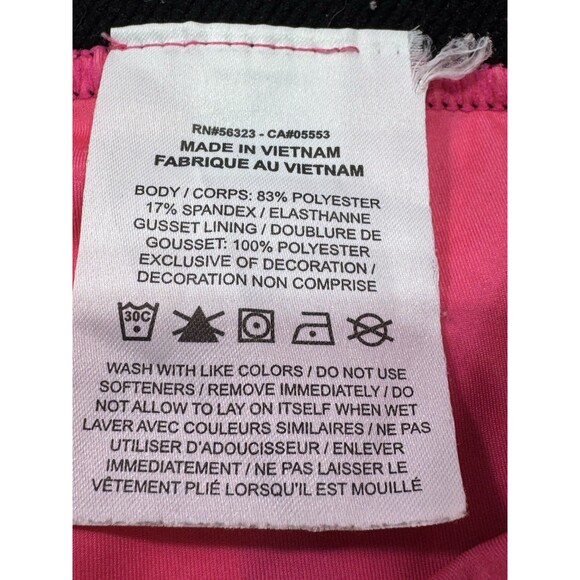 RN#56323 - CA#05553
MADE IN VIETNAM
FABRIQUE AU VIETNAM
BODY / CORPS: 83% POLYESTER
17% SPANDEX / ELASTHANNE
GUSSET LINING / DOUBLURE DE
GOUSSET: 100% POLYESTER
EXCLUSIVE OF DECORATION /
DECORATION NON COMPRISE
30C
WASH WITH LIKE COLORS / DO NOT USE
SOFTENERS / REMOVE IMMEDIATELY / DO
NOT ALLOW TO LAY ON ITSELF WHEN WET
LAVER AVEC COULEURS SIMILAIRES / NE PAS
UTILISER D'ADOUCISSEUR / ENLEVER
IMMEDIATEMENT / NE PAS LAISSER LE
VÊTEMENT PLIÉ LORSQU'IL EST MOUILLÉ